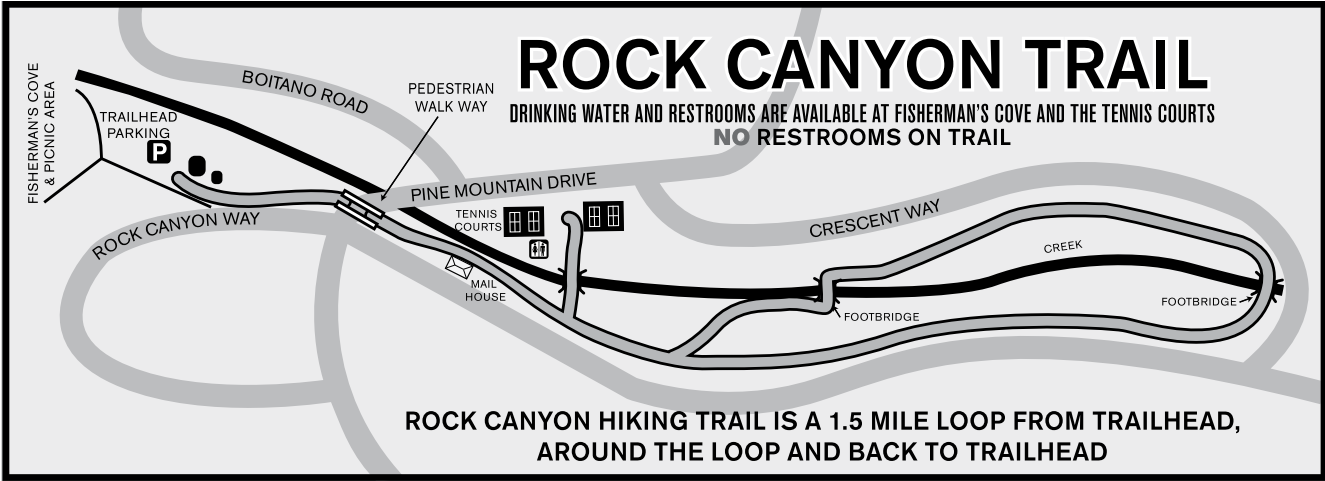 ROCK CANYON TRAIL
DRINKING WATER AND RESTROOMS ARE AVAILABLE AT FISHERMAN'S COVE AND THE TENNIS COURTS
NO RESTROOMS ON TRAIL
FISHERMAN'S COVE
& PICNIC AREA
TRAILHEAD
PARKING
P
BOITANO ROAD
PEDESTRIAN
WALK WAY
PINE MOUNTAIN DRIVE
ROCK CANYON WAY
TENNIS
COURTS
MAIL
HOUSE
CRESCENT WAY
CREEK
FOOTBRIDGE
FOOTBRIDGE
ROCK CANYON HIKING TRAIL IS A 1.5 MILE LOOP FROM TRAILHEAD,
AROUND THE LOOP AND BACK TO TRAILHEAD